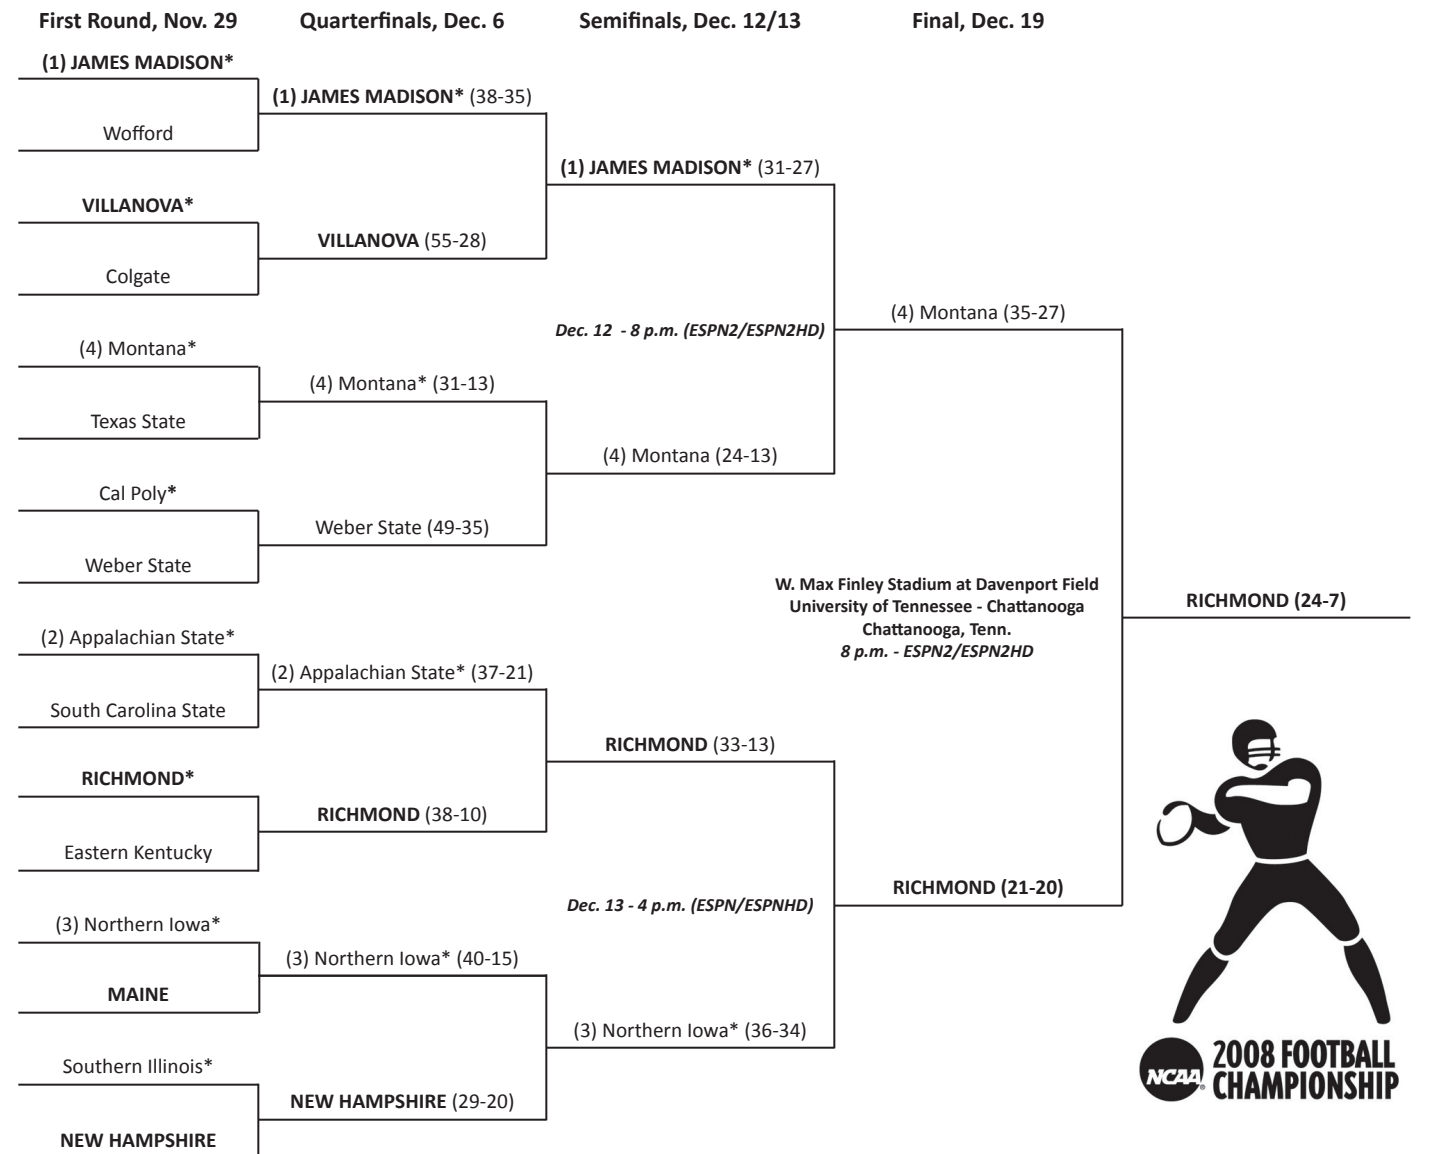 First Round, Nov. 29
Quarterfinals, Dec. 6
Semifinals, Dec. 12/13
Final, Dec. 19
(1) JAMES MADISON*
Wofford
VILLANOVA*
Colgate
(4) Montana*
Texas State
Cal Poly*
Weber State
(2) Appalachian State*
South Carolina State
RICHMOND*
Eastern Kentucky
(3) Northern Iowa*
MAINE
Southern Illinois*
NEW HAMPSHIRE
(1) JAMES MADISON* (38-35)
VILLANOVA (55-28)
(4) Montana* (31-13)
Weber State (49-35)
(2) Appalachian State* (37-21)
RICHMOND (38-10)
(3) Northern Iowa* (40-15)
NEW HAMPSHIRE (29-20)
(1) JAMES MADISON* (31-27)
Dec. 12 - 8 p.m. (ESPN2/ESPN2HD)
(4) Montana (24-13)
RICHMOND (33-13)
Dec. 13 - 4 p.m. (ESPN/ESPNHD)
(3) Northern Iowa* (36-34)
(4) Montana (35-27)
W. Max Finley Stadium at Davenport Field
University of Tennessee - Chattanooga
Chattanooga, Tenn.
8 p.m. - ESPN2/ESPN2HD
RICHMOND (21-20)
RICHMOND (24-7)
NCAA®
2008 FOOTBALL
CHAMPIONSHIP